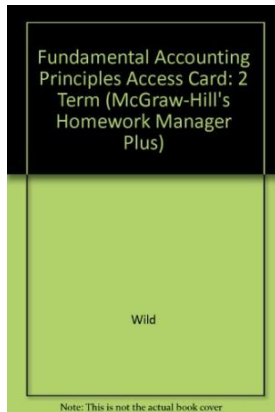 Fundamental Accounting
Principles Access Card: 2
Term (McGraw-Hill's
Homework Manager
Plus)
Wild
Note: This is not the actual book cover